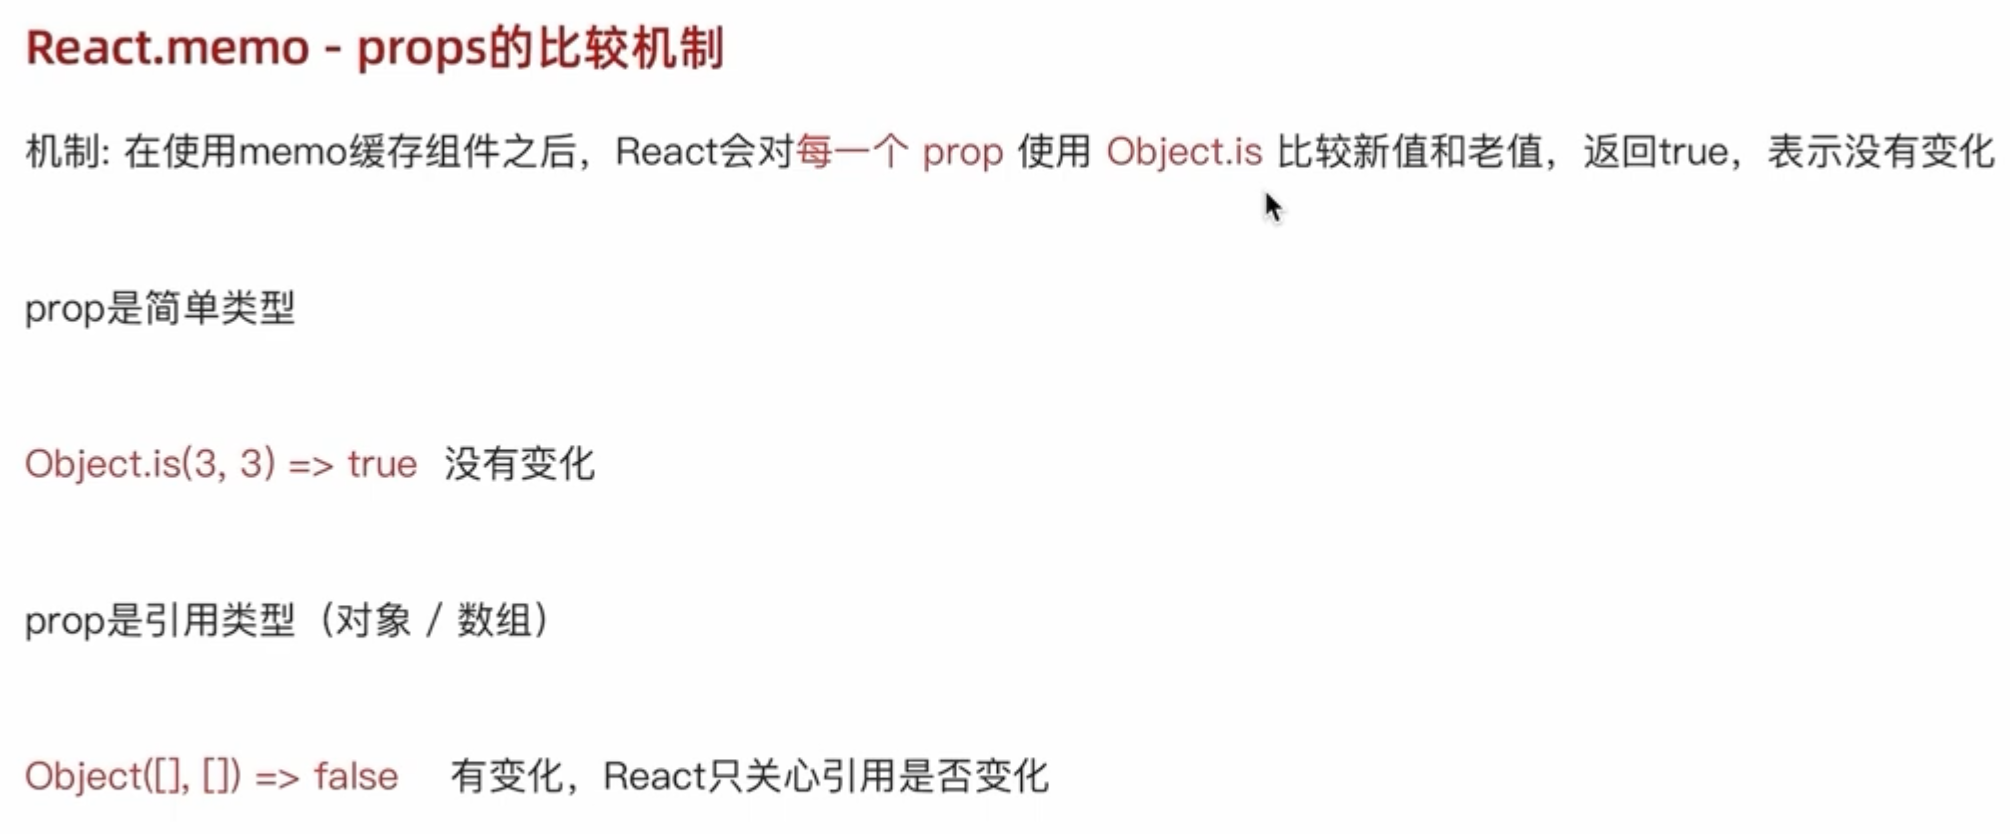 React.memo - props的比较机制
机制: 在使用memo缓存组件之后，React会对每一个 prop 使用 Object.is 比较新值和老值，返回true，表示没有变化
prop是简单类型
Object.is(3, 3) => true 没有变化
prop是引用类型（对象 / 数组）
Object([], []) => false 有变化，React只关心引用是否变化